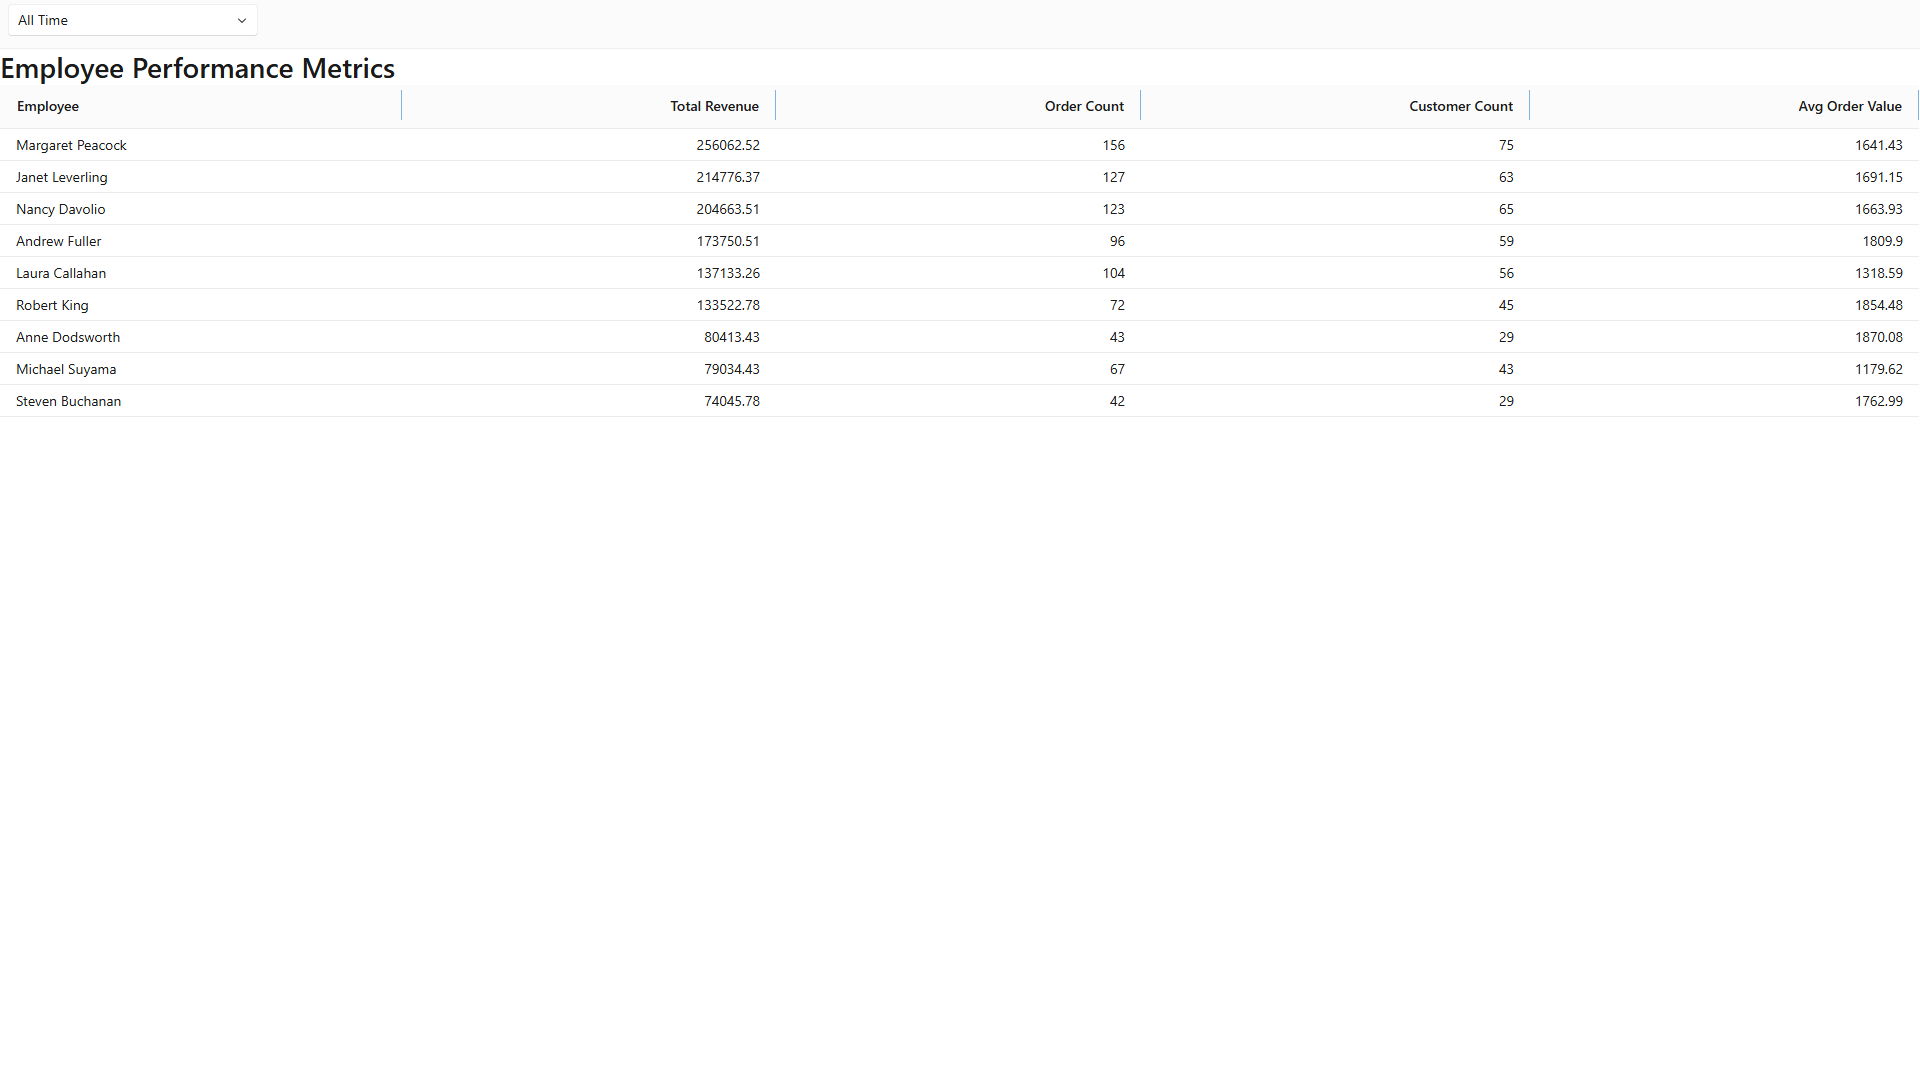 All Time
Employee Performance Metrics
Employee Total Revenue Order Count Customer Count Avg Order Value
Margaret Peacock 256062.52 156 75 1641.43
Janet Leverling 214776.37 127 63 1691.15
Nancy Davolio 204663.51 123 65 1663.93
Andrew Fuller 173750.51 96 59 1809.9
Laura Callahan 137133.26 104 56 1318.59
Robert King 133522.78 72 45 1854.48
Anne Dodsworth 80413.43 43 29 1870.08
Michael Suyama 79034.43 67 43 1179.62
Steven Buchanan 74045.78 42 29 1762.99